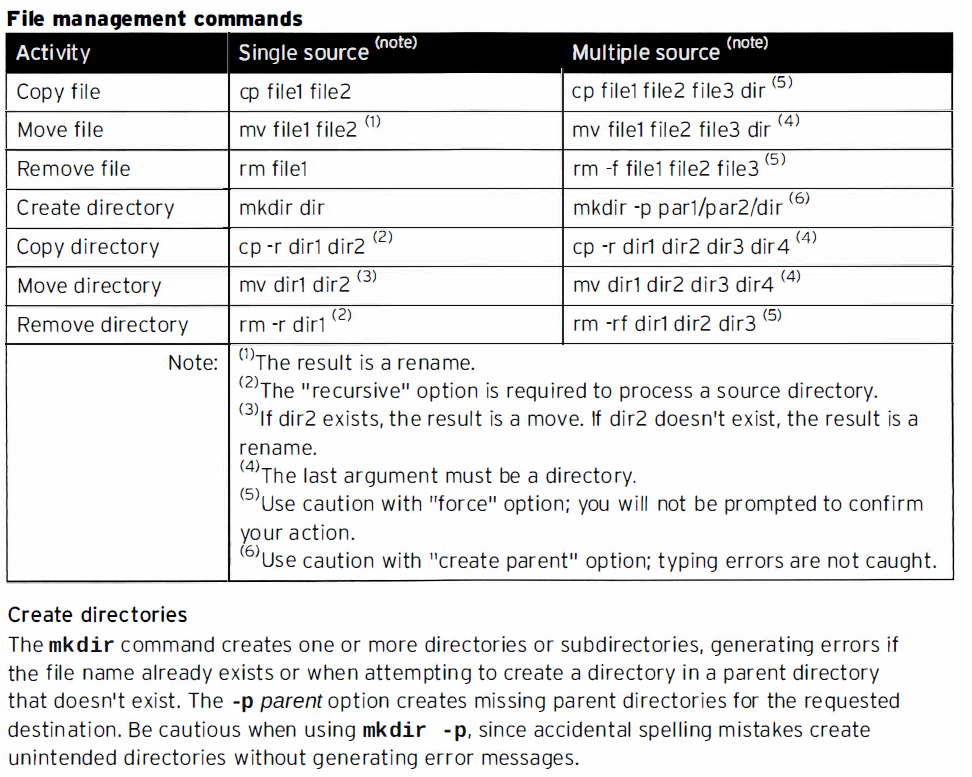 File management commands
Activity Single source (note) Multiple source (note)
Copy file cp file1 file2 cp file1 file2 file3 dir (5)
Move file mv file1 file2 (1) mv file1 file2 file3 dir (4)
Remove file rm file1 rm -f file1 file2 file3 (5)
Create directory mkdir dir mkdir -p par1/par2/dir (6)
Copy directory cp -r dir1 dir2 (2) cp -r dir1 dir2 dir3 dir4 (4)
Move directory mv dir1 dir2 (3) mv dir1 dir2 dir3 dir4 (4)
Remove directory rm -r dir1 (2) rm -rf dir1 dir2 dir3 (5)
Note: (1)The result is a rename.
(2)The "recursive" option is required to process a source directory.
(3)If dir2 exists, the result is a move. If dir2 doesn't exist, the result is a
rename.
(4)The last argument must be a directory.
(5)Use caution with "force" option; you will not be prompted to confirm
your action.
(6)Use caution with "create parent" option; typing errors are not caught.
Create directories
The mkdir command creates one or more directories or subdirectories, generating errors if
the file name already exists or when attempting to create a directory in a parent directory
that doesn't exist. The -p parent option creates missing parent directories for the requested
destination. Be cautious when using mkdir -p, since accidental spelling mistakes create
unintended directories without generating error messages.